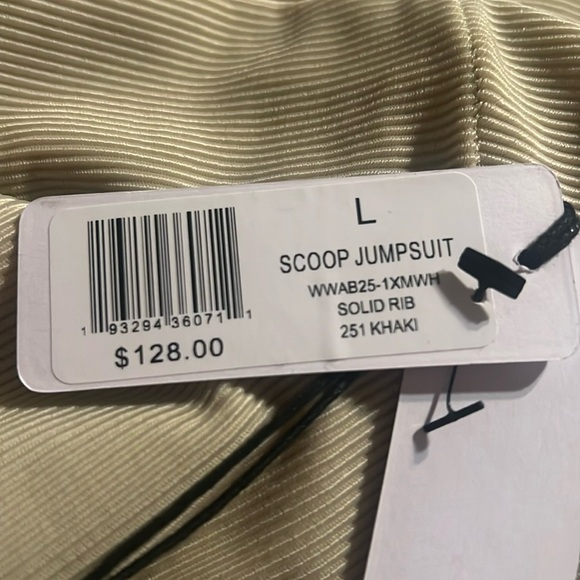 L
SCOOP JUMPSUIT
WWAB25-1XMWH
SOLID RIB
251 KHAKI
1 93294 36071 1
$128.00